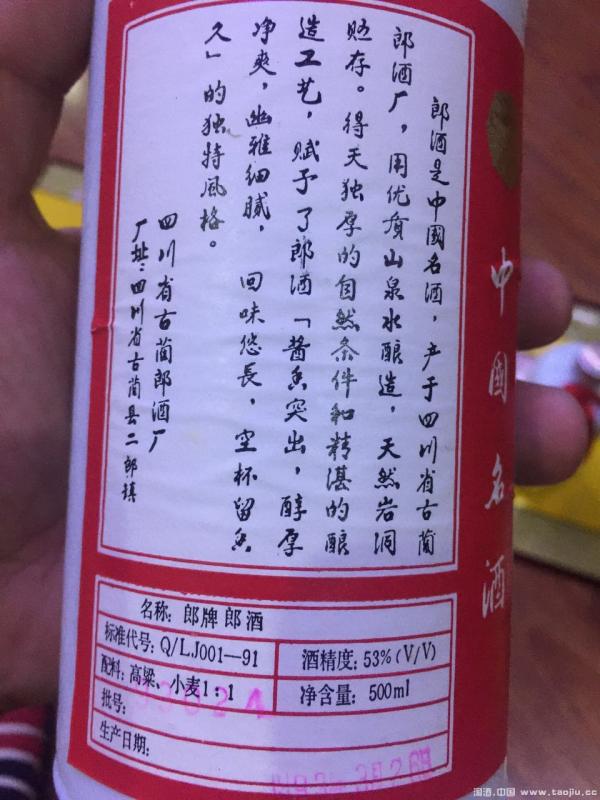 郎酒是中國名酒，产于四川省古蔺
郎酒厂，用优质山泉水酿造，天然岩洞
贮存。得天独厚的自然条件和精湛的酿
造工艺，赋予了郎酒「酱香突出，醇厚
净爽，幽雅细腻，回味悠長，空杯留香
久」的独特風格。
四川省古蔺郎酒厂
厂址：四川省古蔺县二郎镇
中國名酒
名称：郎牌郎酒
标准代号：Q/LJ001—91
酒精度：53%(V/V)
配料：高粱、小麦1:1
净含量：500ml
批号：
生产日期：
淘酒.中国 www.taojiu.cc